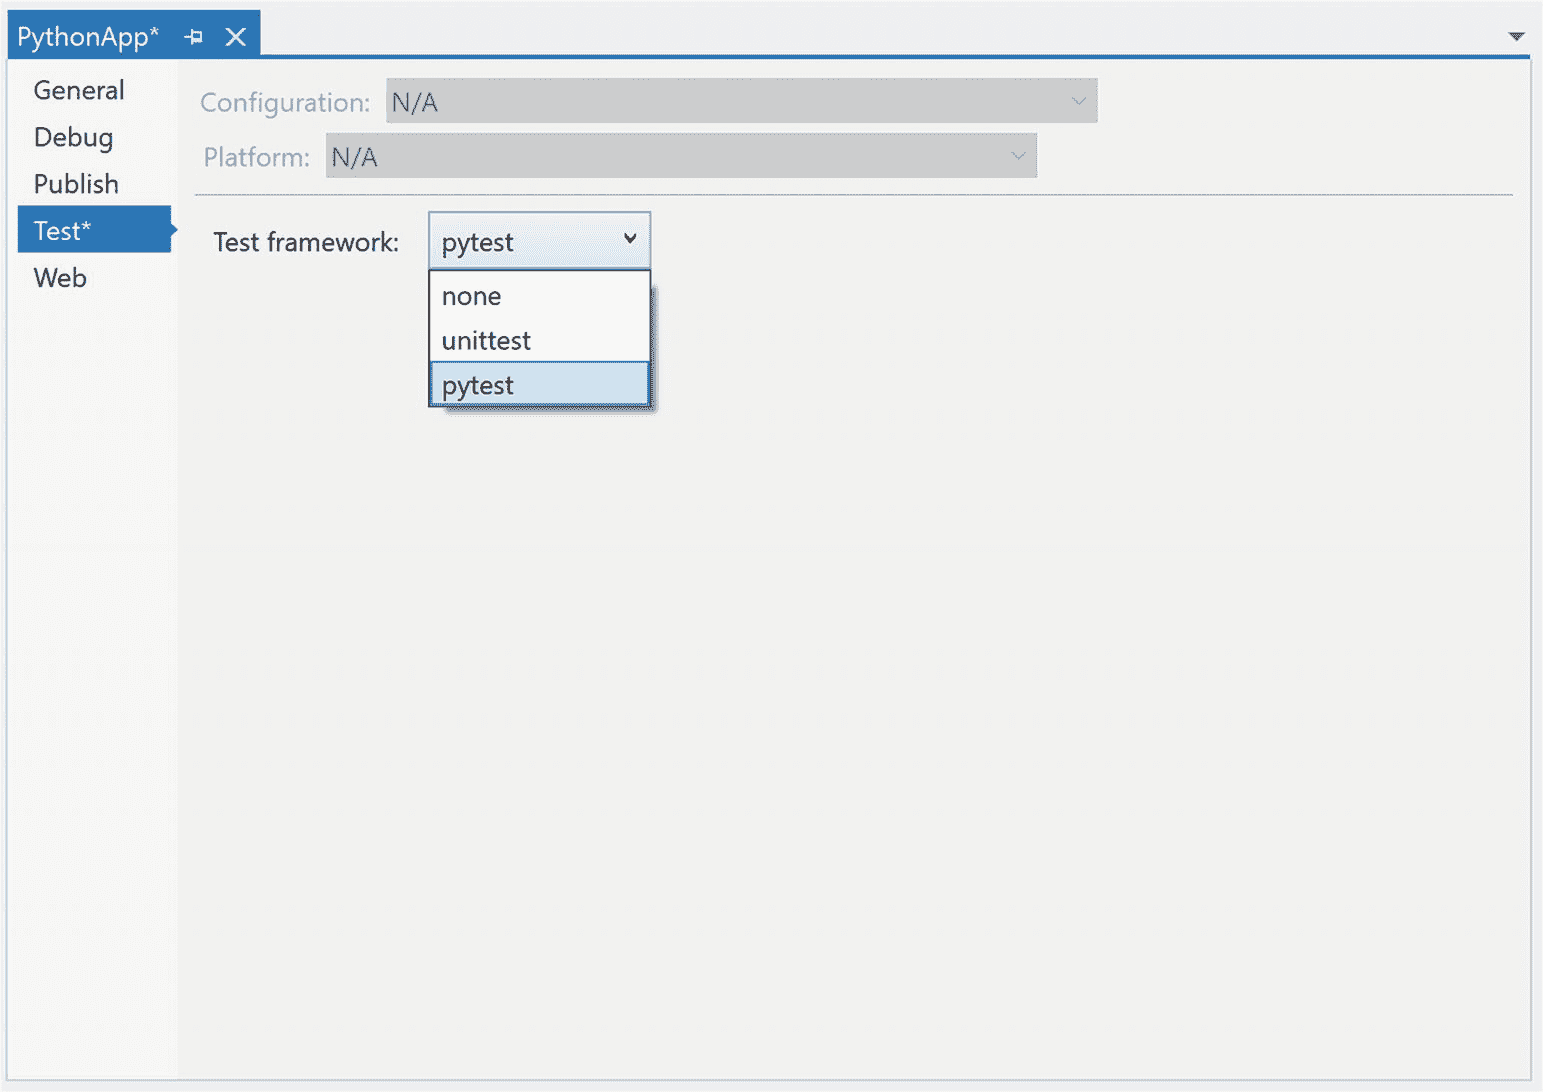 PythonApp*
General
Debug
Publish
Test*
Web
Configuration: N/A
Platform: N/A
Test framework: pytest
none
unittest
pytest